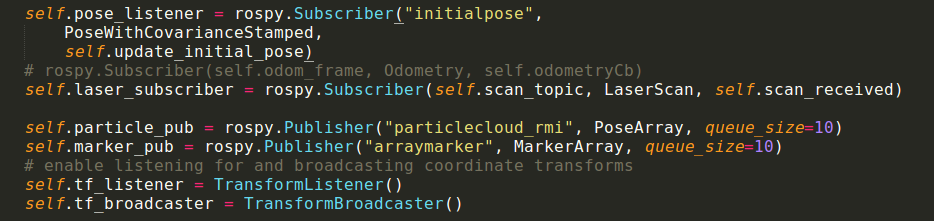 self.pose_listener = rospy.Subscriber("initialpose",
PoseWithCovarianceStamped,
self.update_initial_pose)
# rospy.Subscriber(self.odom_frame, Odometry, self.odometryCb)
self.laser_subscriber = rospy.Subscriber(self.scan_topic, LaserScan, self.scan_received)
self.particle_pub = rospy.Publisher("particlecloud_rmi", PoseArray, queue_size=10)
self.marker_pub = rospy.Publisher("arraymarker", MarkerArray, queue_size=10)
# enable listening for and broadcasting coordinate transforms
self.tf_listener = TransformListener()
self.tf_broadcaster = TransformBroadcaster()